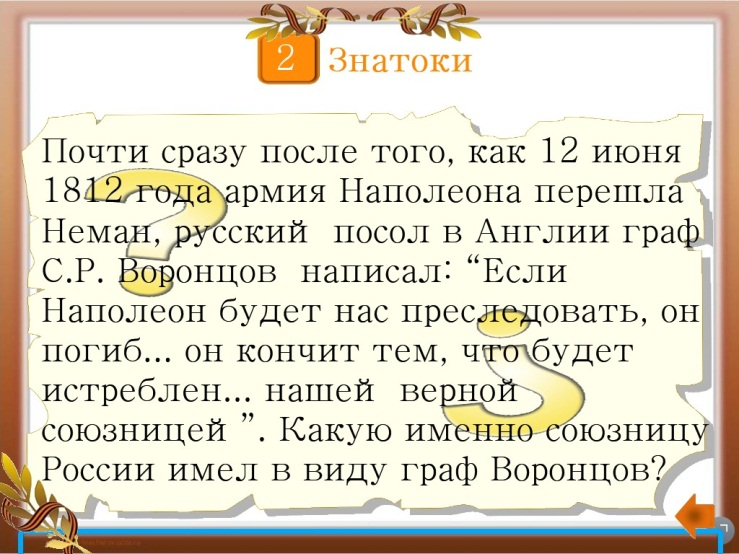 2 Знатоки
Почти сразу после того, как 12 июня
1812 года армия Наполеона перешла
Неман, русский посол в Англии граф
С.Р. Воронцов написал: “Если
Наполеон будет нас преследовать, он
погиб... он кончит тем, что будет
истреблен... нашей верной
союзницей ”. Какую именно союзницу
России имел в виду граф Воронцов?